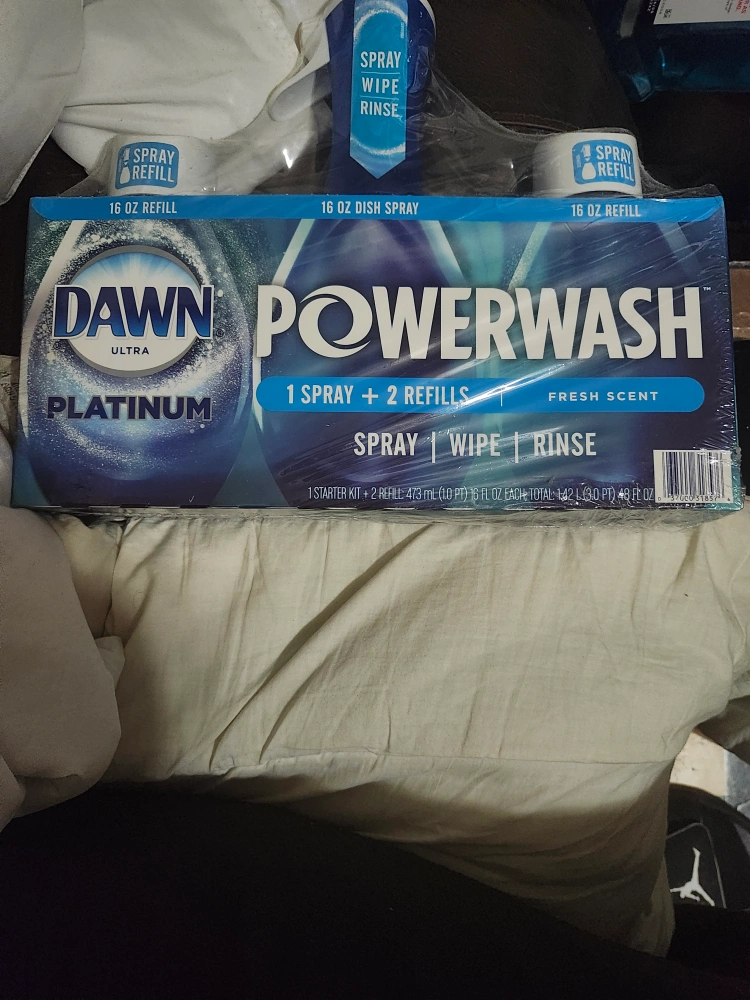 SPRAY
WIPE
RINSE
SPRAY
REFILL
SPRAY
REFILL
16 OZ REFILL
16 OZ DISH SPRAY
16 OZ REFILL
DAWN
ULTRA
PLATINUM
POWERWASH™
1 SPRAY + 2 REFILLS | FRESH SCENT
SPRAY | WIPE | RINSE
1 STARTER KIT + 2 REFILL: 473 mL (1.0 PT) 16 FL OZ EACH, TOTAL: 1.42 L (3.0 PT) 48 FL OZ